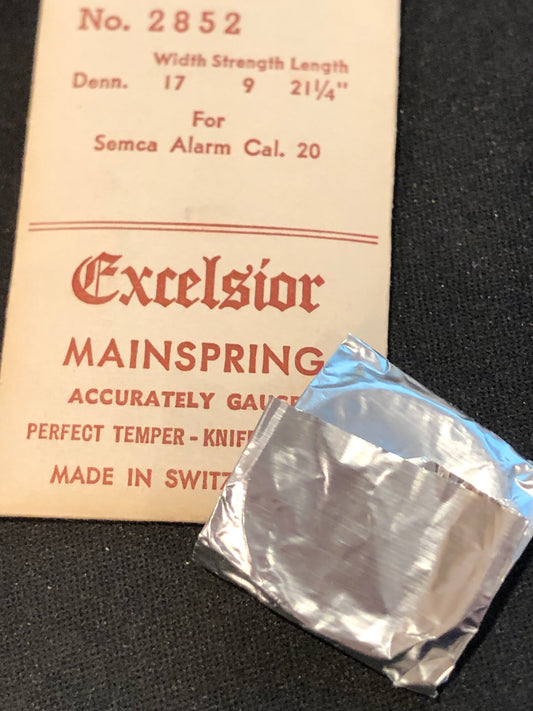 No. 2852
Width Strength Length
Denn. 17 9 21¼"
For
Semca Alarm Cal. 20
Excelsior
MAINSPRING
ACCURATELY
PERFECT TEMPER -
MADE IN